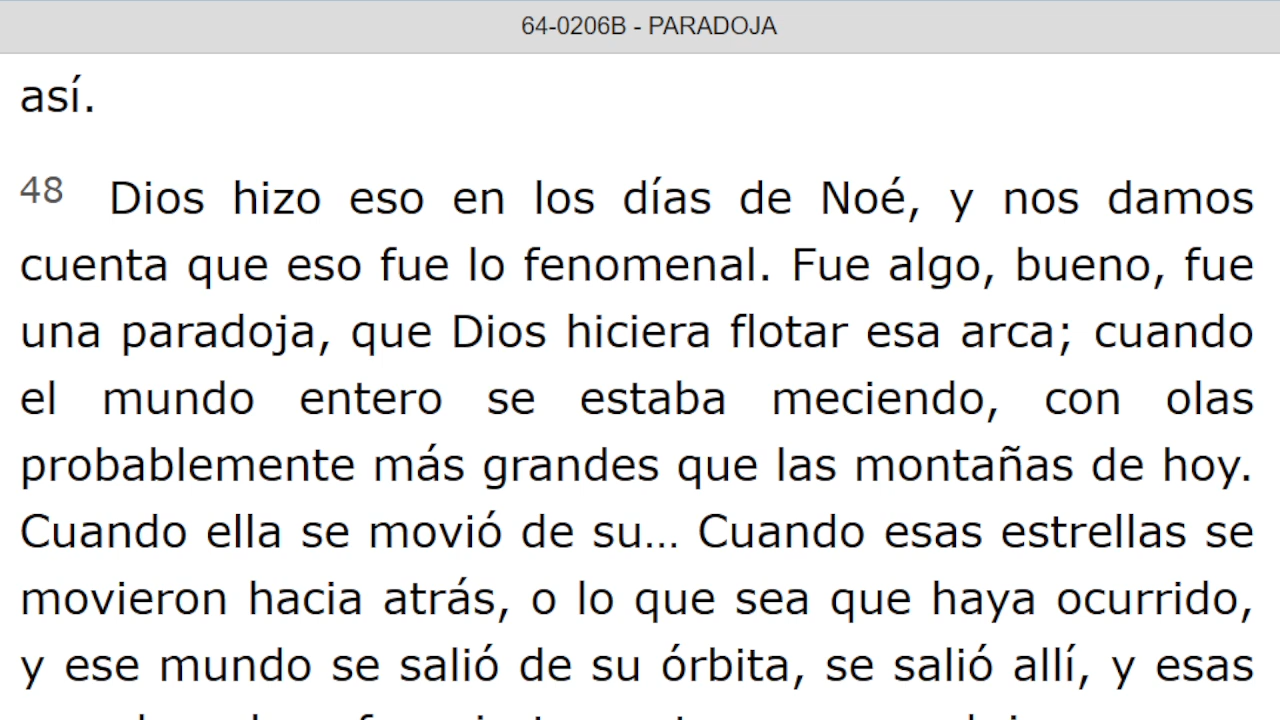 64-0206B - PARADOJA
así.
48 Dios hizo eso en los días de Noé, y nos damos
cuenta que eso fue lo fenomenal. Fue algo, bueno, fue
una paradoja, que Dios hiciera flotar esa arca; cuando
el mundo entero se estaba meciendo, con olas
probablemente más grandes que las montañas de hoy.
Cuando ella se movió de su... Cuando esas estrellas se
movieron hacia atrás, o lo que sea que haya ocurrido,
y ese mundo se salió de su órbita, se salió allí, y esas